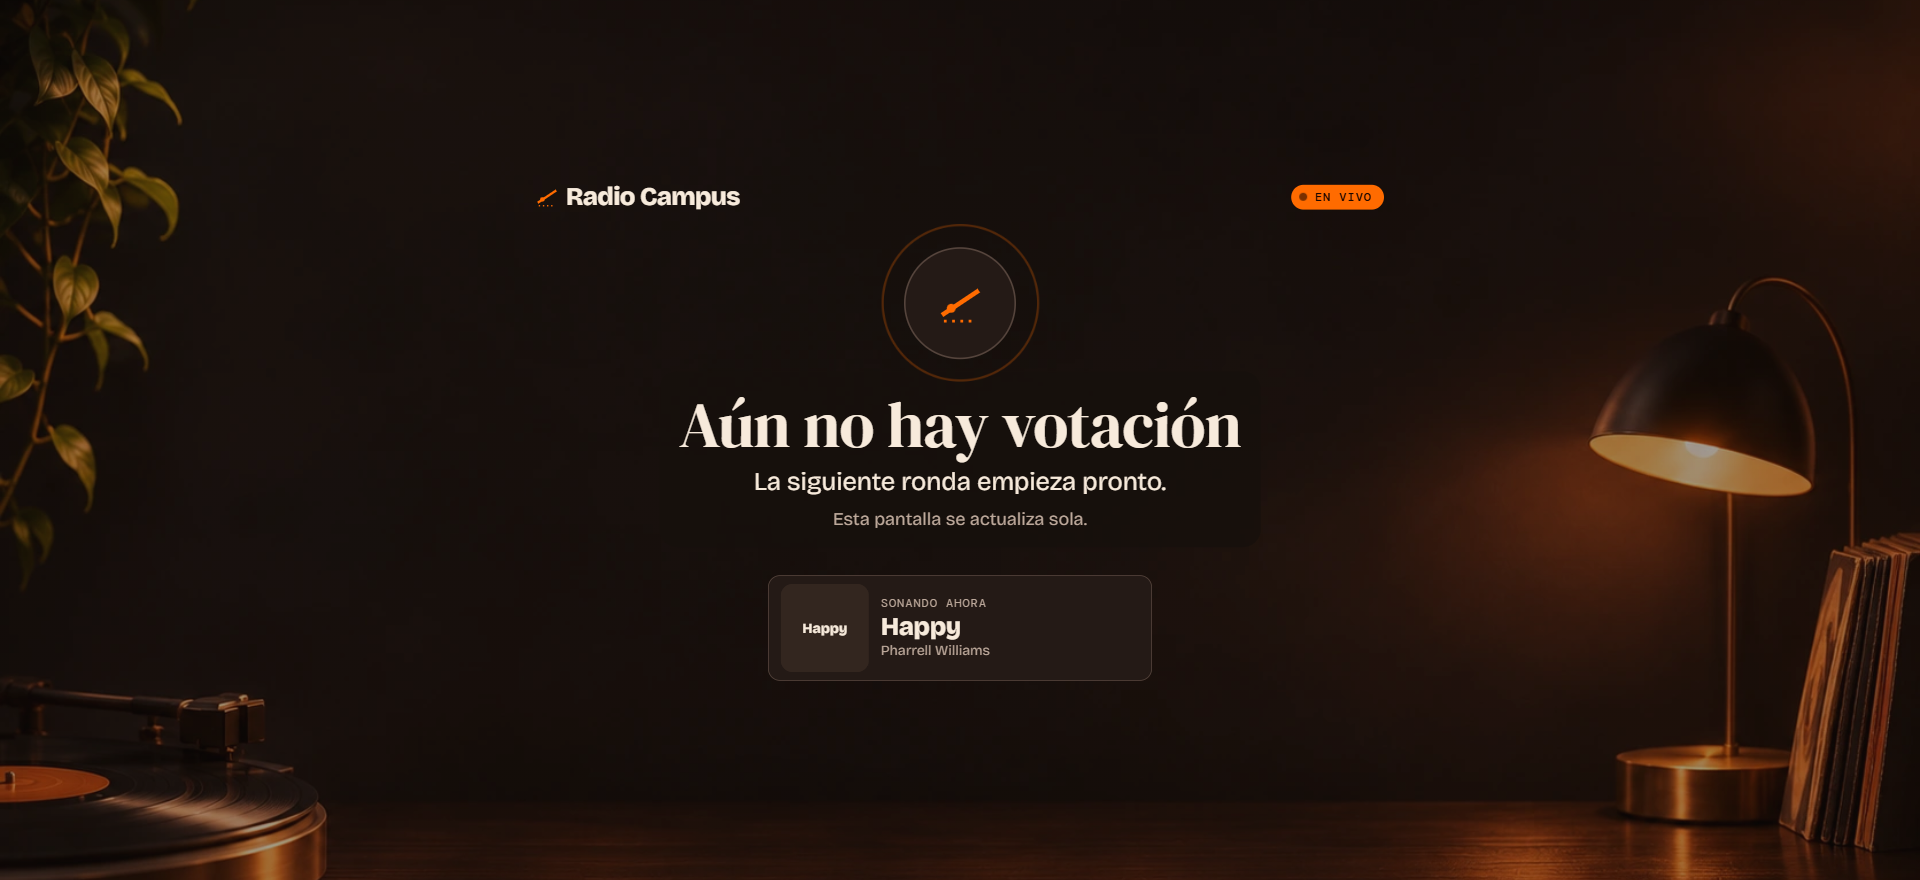 Radio Campus
EN VIVO
Aún no hay votación
La siguiente ronda empieza pronto.
Esta pantalla se actualiza sola.
Happy
SONANDO AHORA
Happy
Pharrell Williams